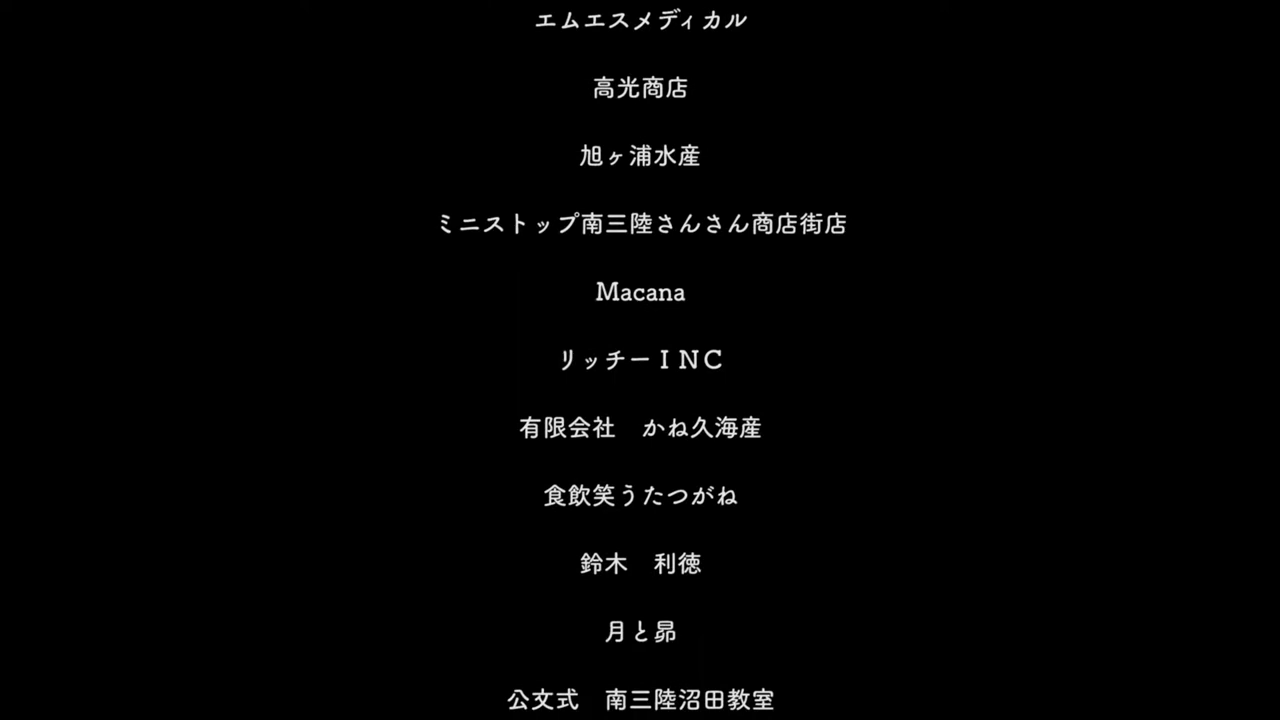 エムエスメディカル
高光商店
旭ヶ浦水産
ミニストップ南三陸さんさん商店街店
Macana
リッチーＩＮＣ
有限会社　かね久海産
食飲笑うたつがね
鈴木　利徳
月と昴
公文式　南三陸沼田教室